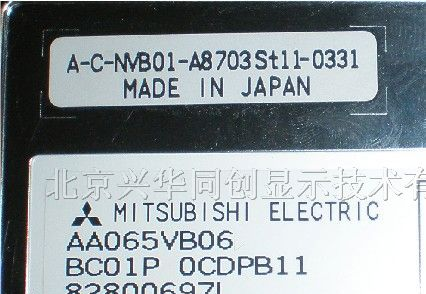 A-C-NVB01-A8703St11-0331
MADE IN JAPAN
北京兴华同创显示技术有
MITSUBISHI ELECTRIC
AA065VB06
BC01P 0CDPB11
82800697L